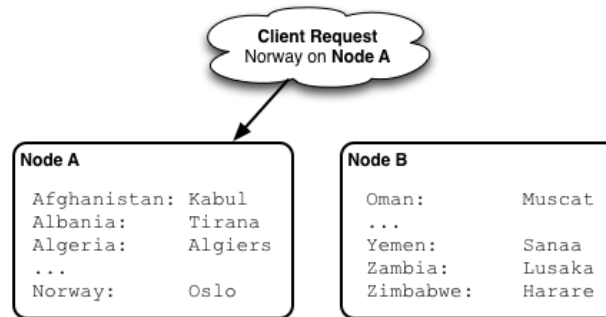 Client Request
Norway on Node A
Node A
Afghanistan: Kabul
Albania: Tirana
Algeria: Algiers
...
Norway: Oslo
Node B
Oman: Muscat
...
Yemen: Sanaa
Zambia: Lusaka
Zimbabwe: Harare